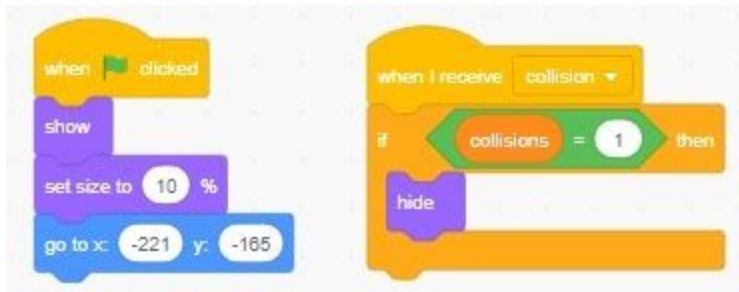 when clicked
show
set size to 10 %
go to x: -221 y: -165
when I receive collision
if collisions = 1 then
hide